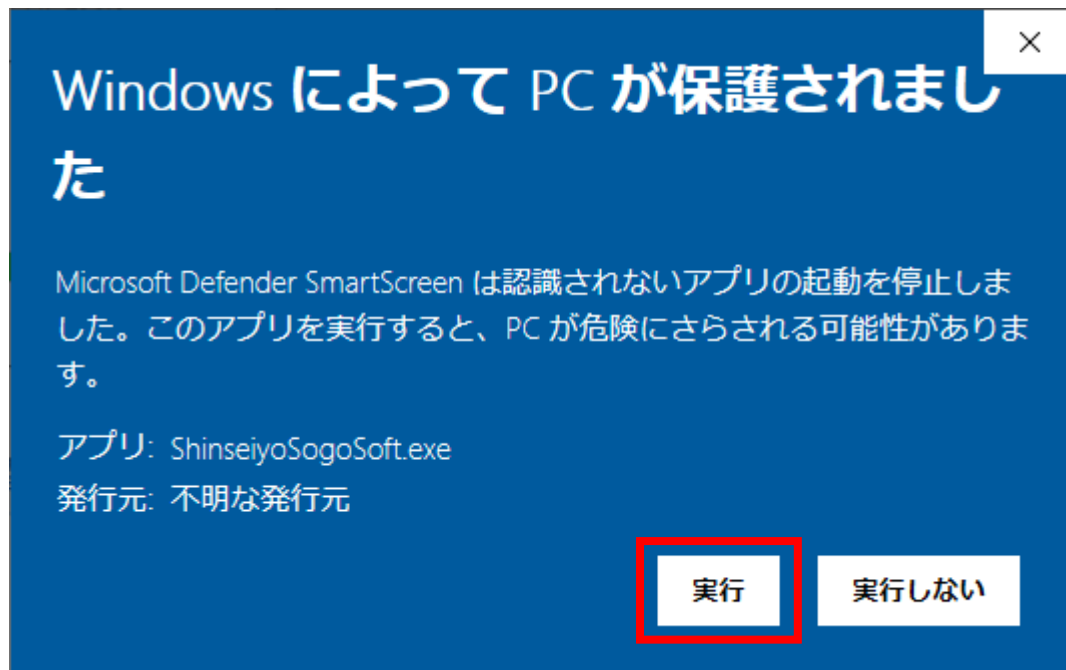 Windows によって PC が保護されまし
た
Microsoft Defender SmartScreen は認識されないアプリの起動を停止しま
した。このアプリを実行すると、PC が危険にさらされる可能性がありま
す。
アプリ: ShinseiyoSogoSoft.exe
発行元: 不明な発行元
実行 実行しない